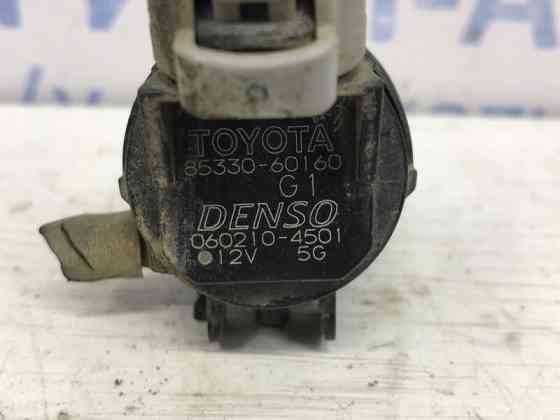 TOYOTA
85330-60160
G1
DENSO
060210-4501
12V 5G